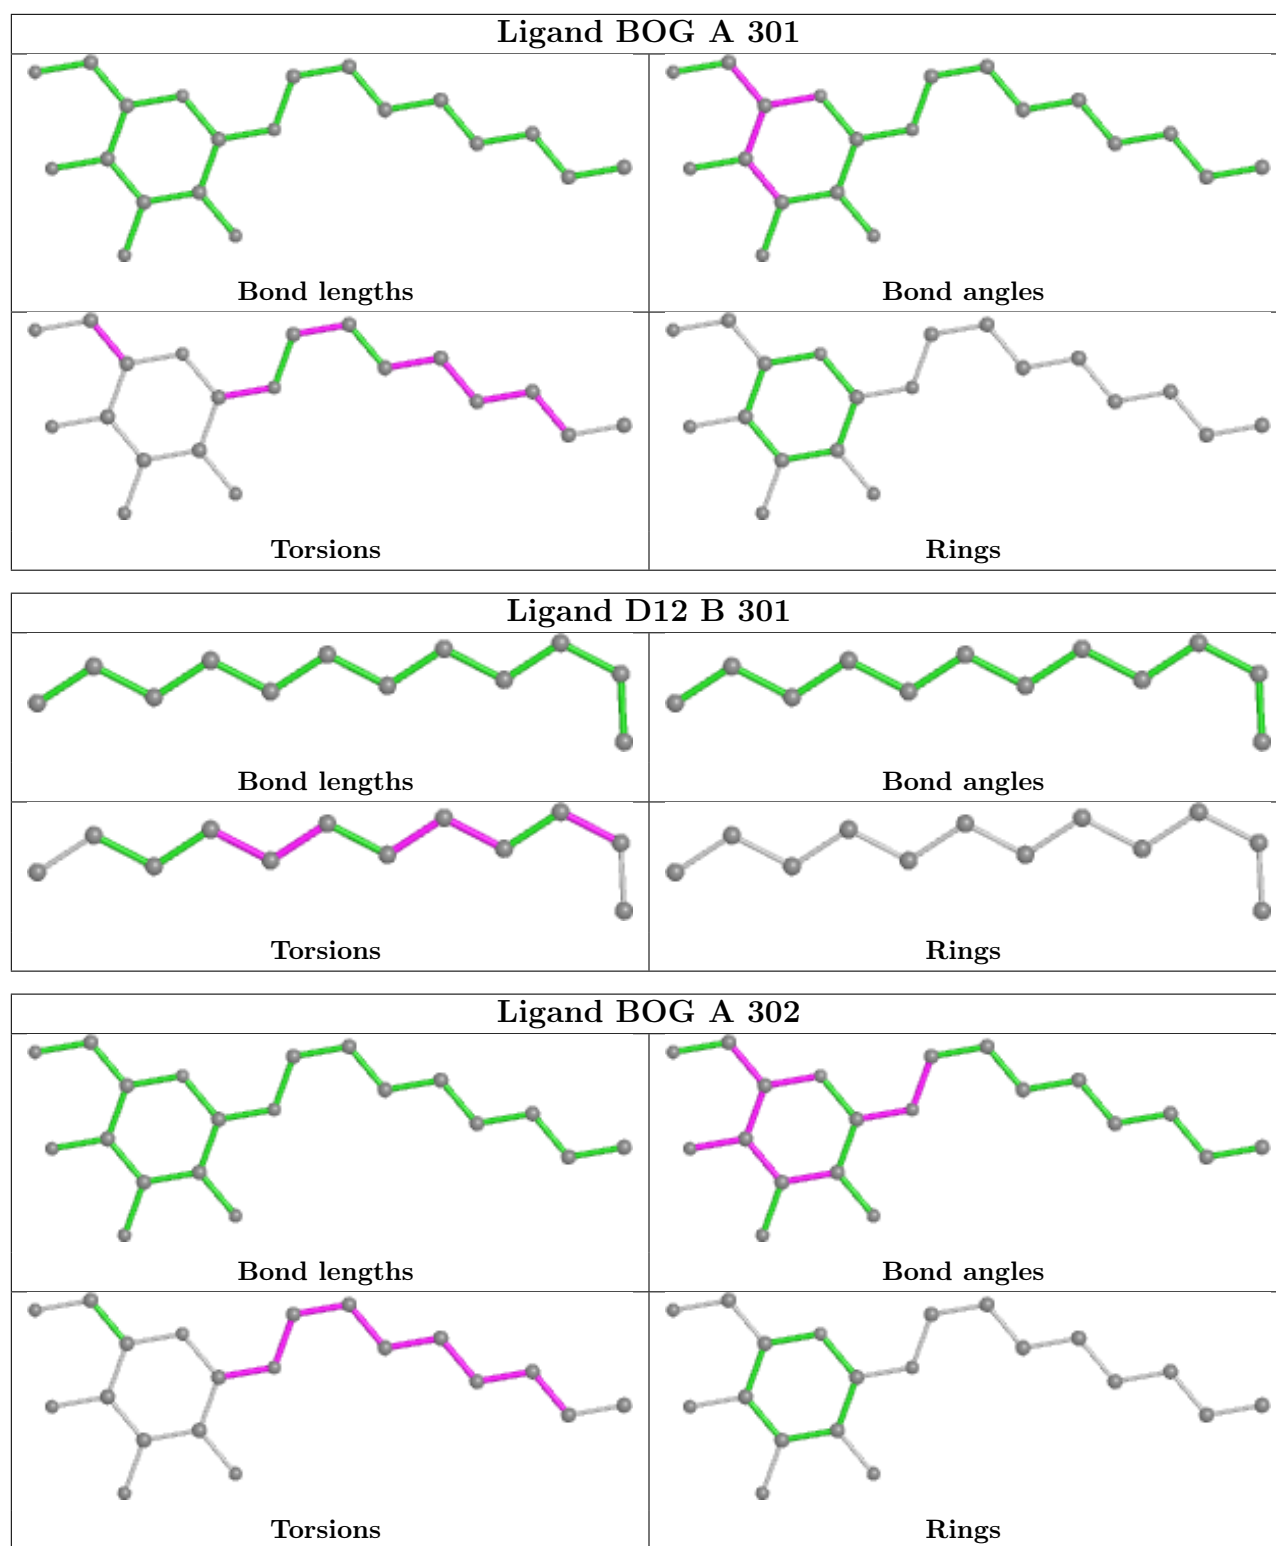 Ligand BOG A 301
Bond lengths
Bond angles
Torsions
Rings
Ligand D12 B 301
Bond lengths
Bond angles
Torsions
Rings
Ligand BOG A 302
Bond lengths
Bond angles
Torsions
Rings